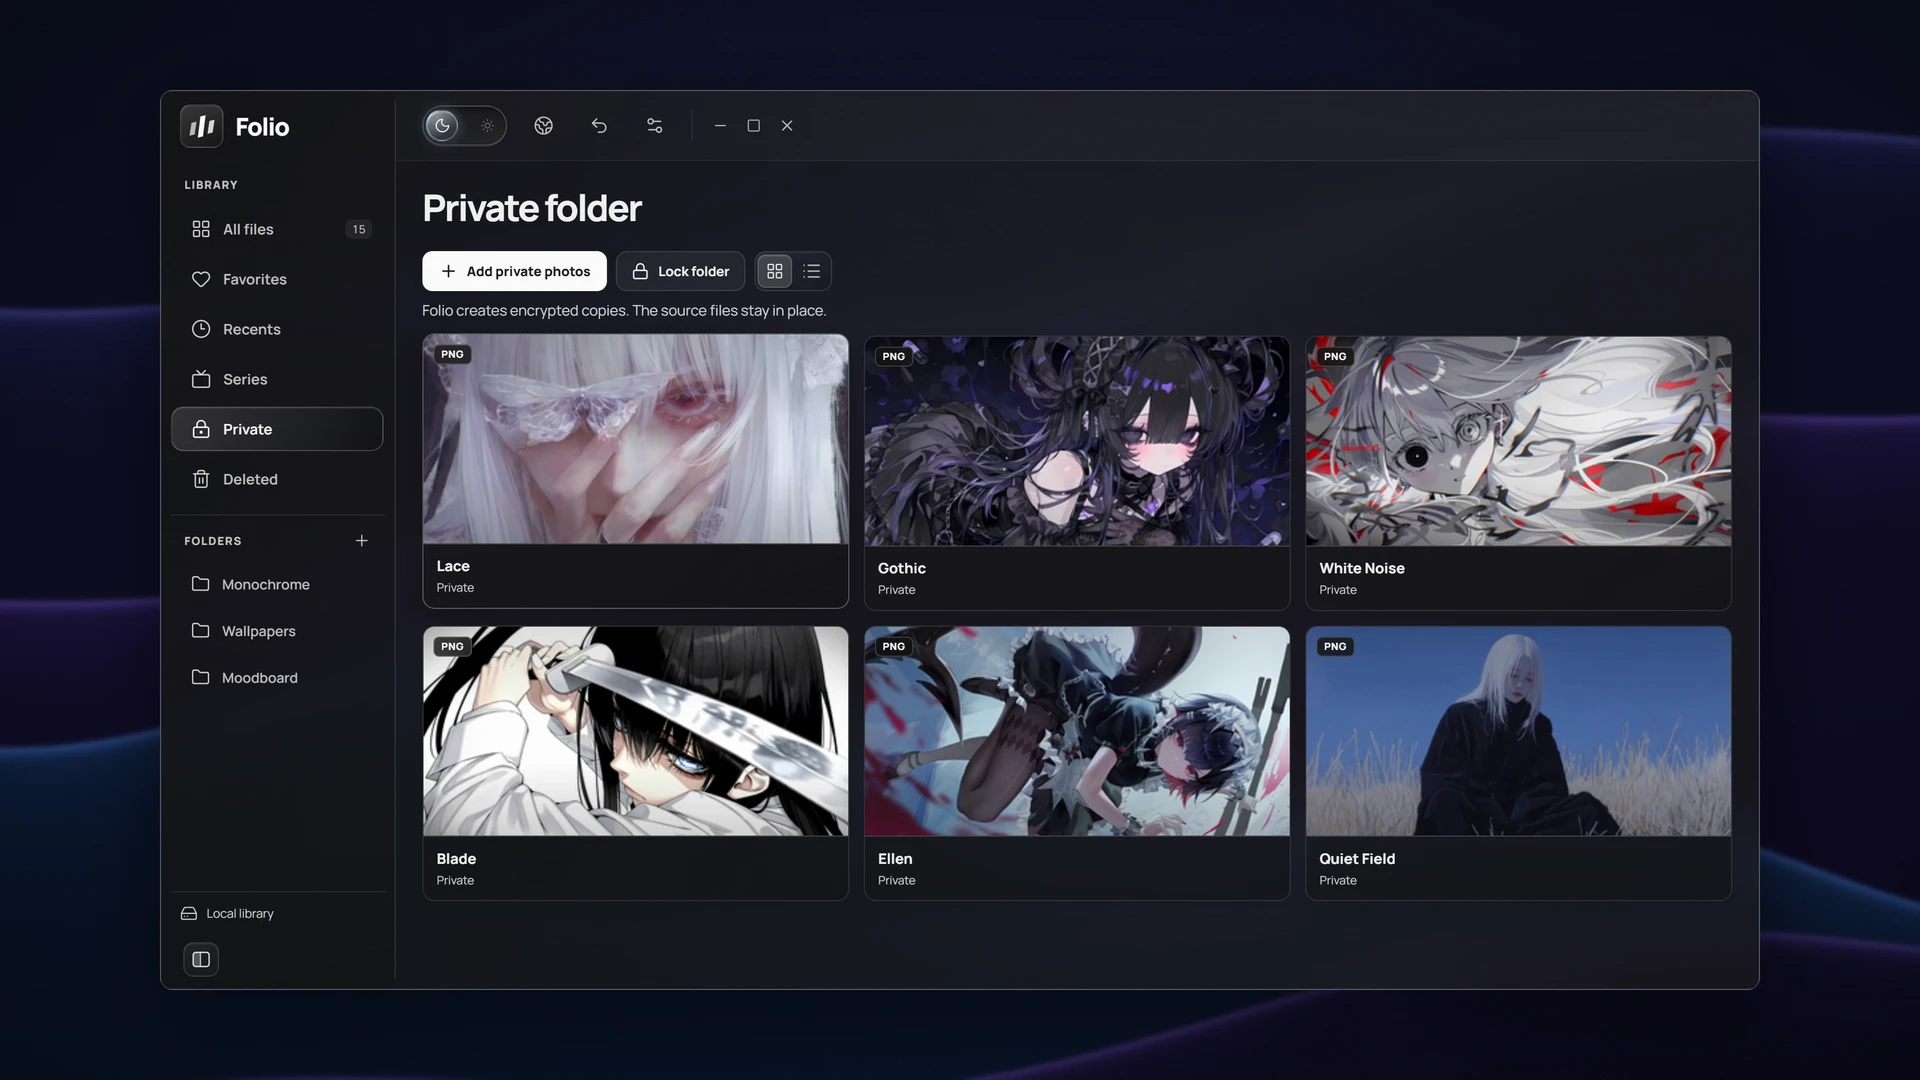 Folio
LIBRARY
All files 15
Favorites
Recents
Series
Private
Deleted
FOLDERS
Monochrome
Wallpapers
Moodboard
Local library
Private folder
Add private photos
Lock folder
Folio creates encrypted copies. The source files stay in place.
PNG
Lace
Private
PNG
Gothic
Private
PNG
White Noise
Private
PNG
Blade
Private
PNG
Ellen
Private
PNG
Quiet Field
Private